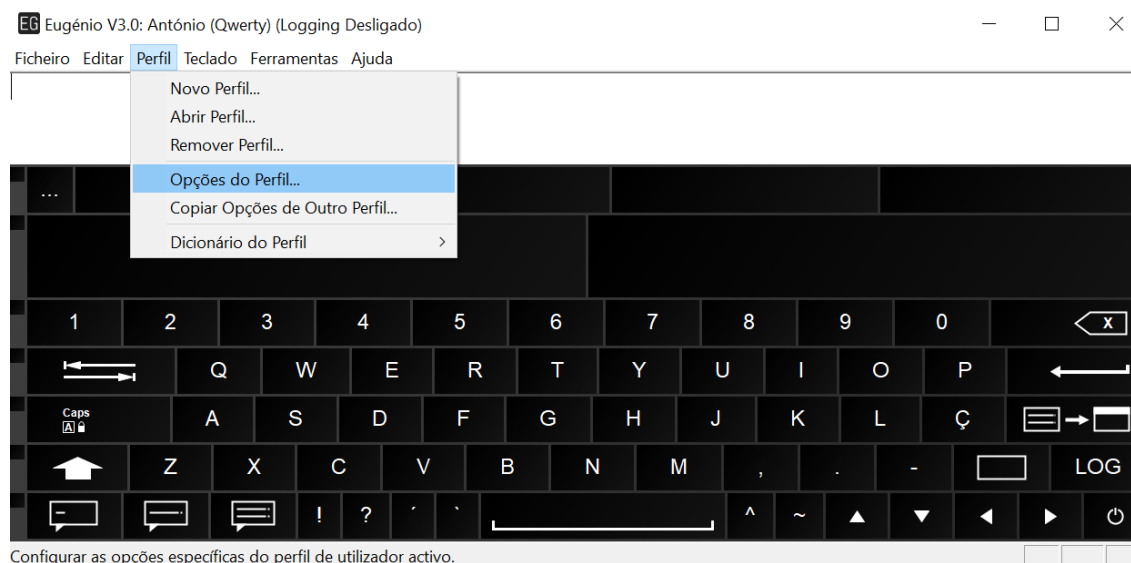 EG Eugénio V3.0: António (Qwerty) (Logging Desligado)
Ficheiro Editar Perfil Teclado Ferramentas Ajuda
Novo Perfil...
Abrir Perfil...
Remover Perfil...
Opções do Perfil...
Copiar Opções de Outro Perfil...
Dicionário do Perfil
...
1 2 3 4 5 6 7 8 9 0 X
Q W E R T Y U I O P
Caps
A
A S D F G H J K L Ç
Z X C V B N M , . - LOG
! ? ´ ` ^ ~
Configurar as opções específicas do perfil de utilizador activo.